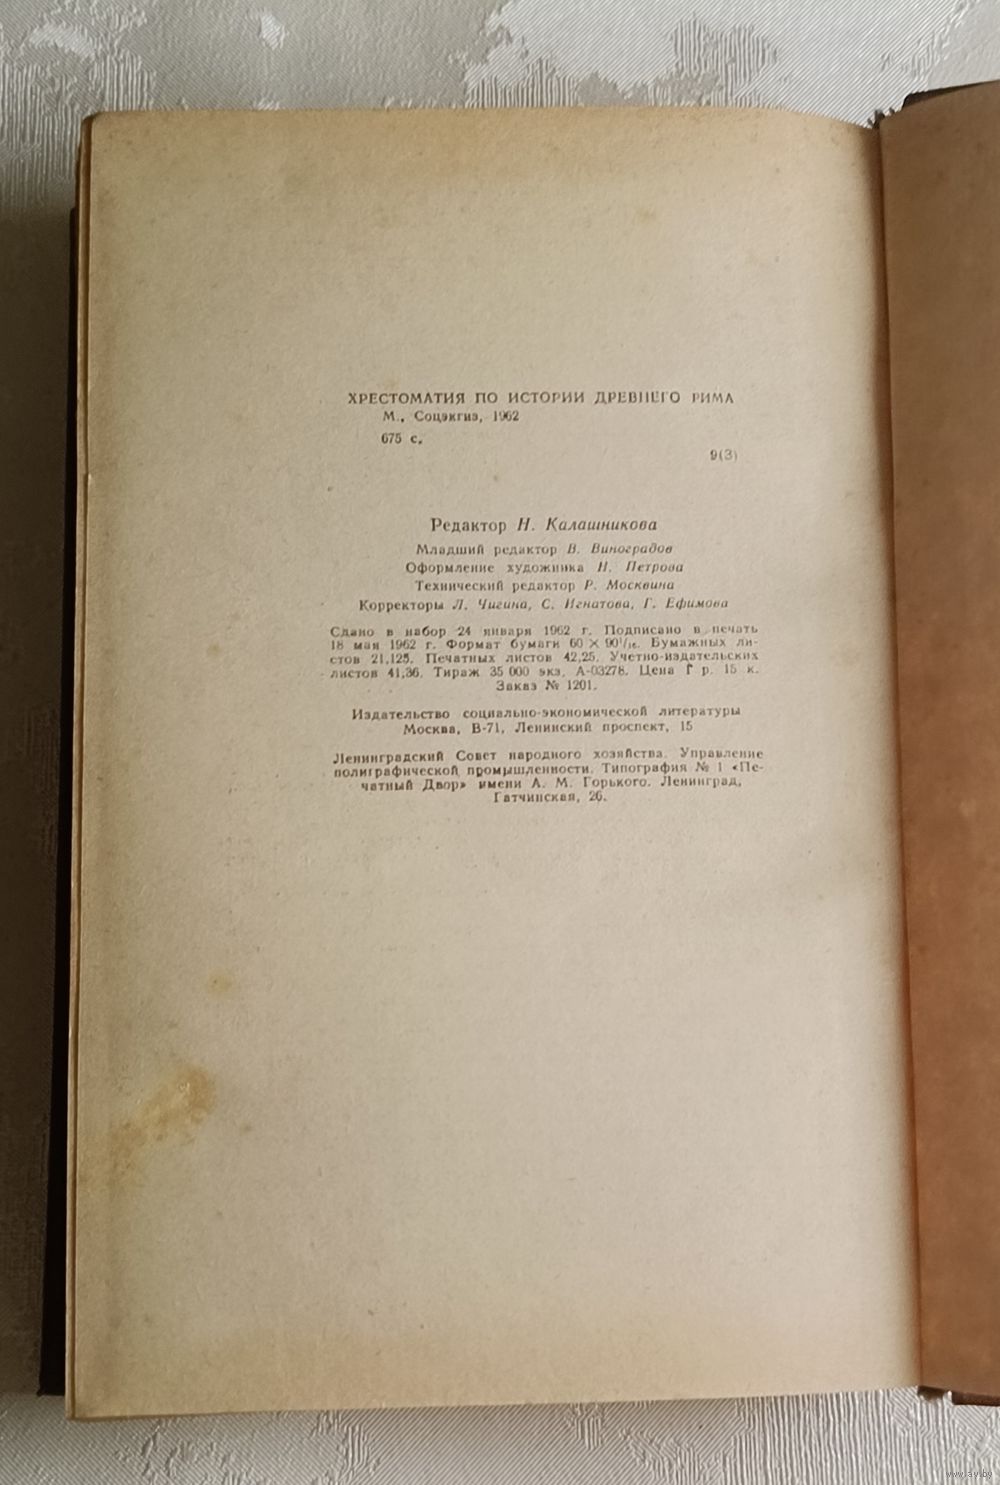 ХРЕСТОМАТИЯ ПО ИСТОРИИ ДРЕВНЕГО РИМА
М., Соцэкгиз, 1962
675 с.
9(3)
Редактор Н. Калашникова
Младший редактор В. Виноградов
Оформление художника Н. Петрова
Технический редактор Р. Москвина
Корректоры Л. Чигина, С. Игнатова, Г. Ефимова
Сдано в набор 24 января 1962 г. Подписано в печать
18 мая 1962 г. Формат бумаги 60 × 90¹/₁₆. Бумажных ли-
стов 21,125. Печатных листов 42,25. Учетно-издательских
листов 41,36. Тираж 35 000 экз. А-03278. Цена 1 р. 15 к.
Заказ № 1201.
Издательство социально-экономической литературы
Москва, В-71, Ленинский проспект, 15
Ленинградский Совет народного хозяйства. Управление
полиграфической промышленности. Типография № 1 «Пе-
чатный Двор» имени А. М. Горького. Ленинград,
Гатчинская, 26.
www.av.by